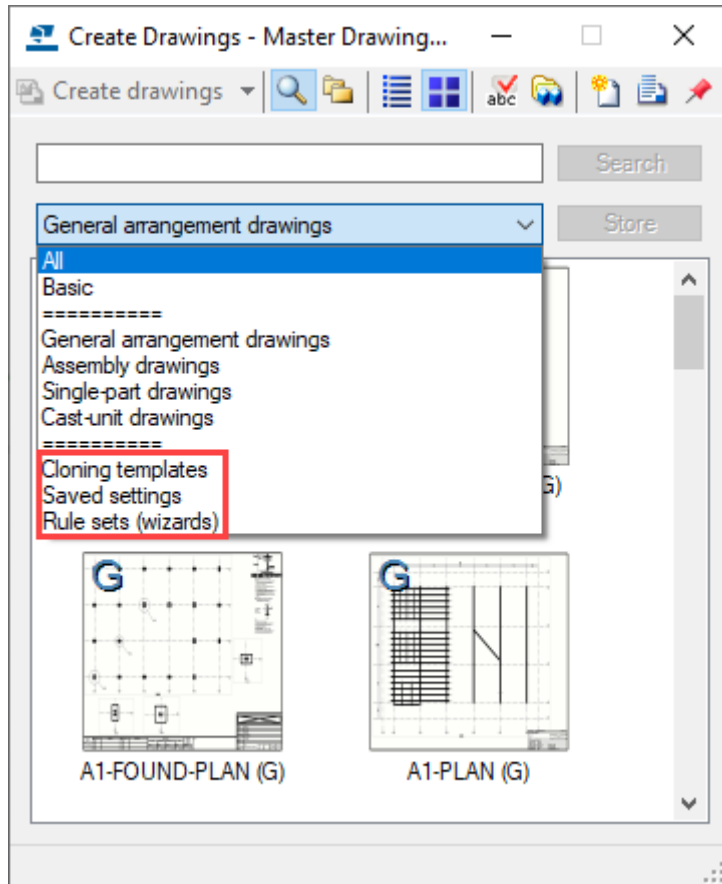 Create Drawings - Master Drawing...
Create drawings
abc
Search
General arrangement drawings
Store
All
Basic
==========
General arrangement drawings
Assembly drawings
Single-part drawings
Cast-unit drawings
==========
Cloning templates
Saved settings
Rule sets (wizards)
G)
G
G
A1-FOUND-PLAN (G)
A1-PLAN (G)